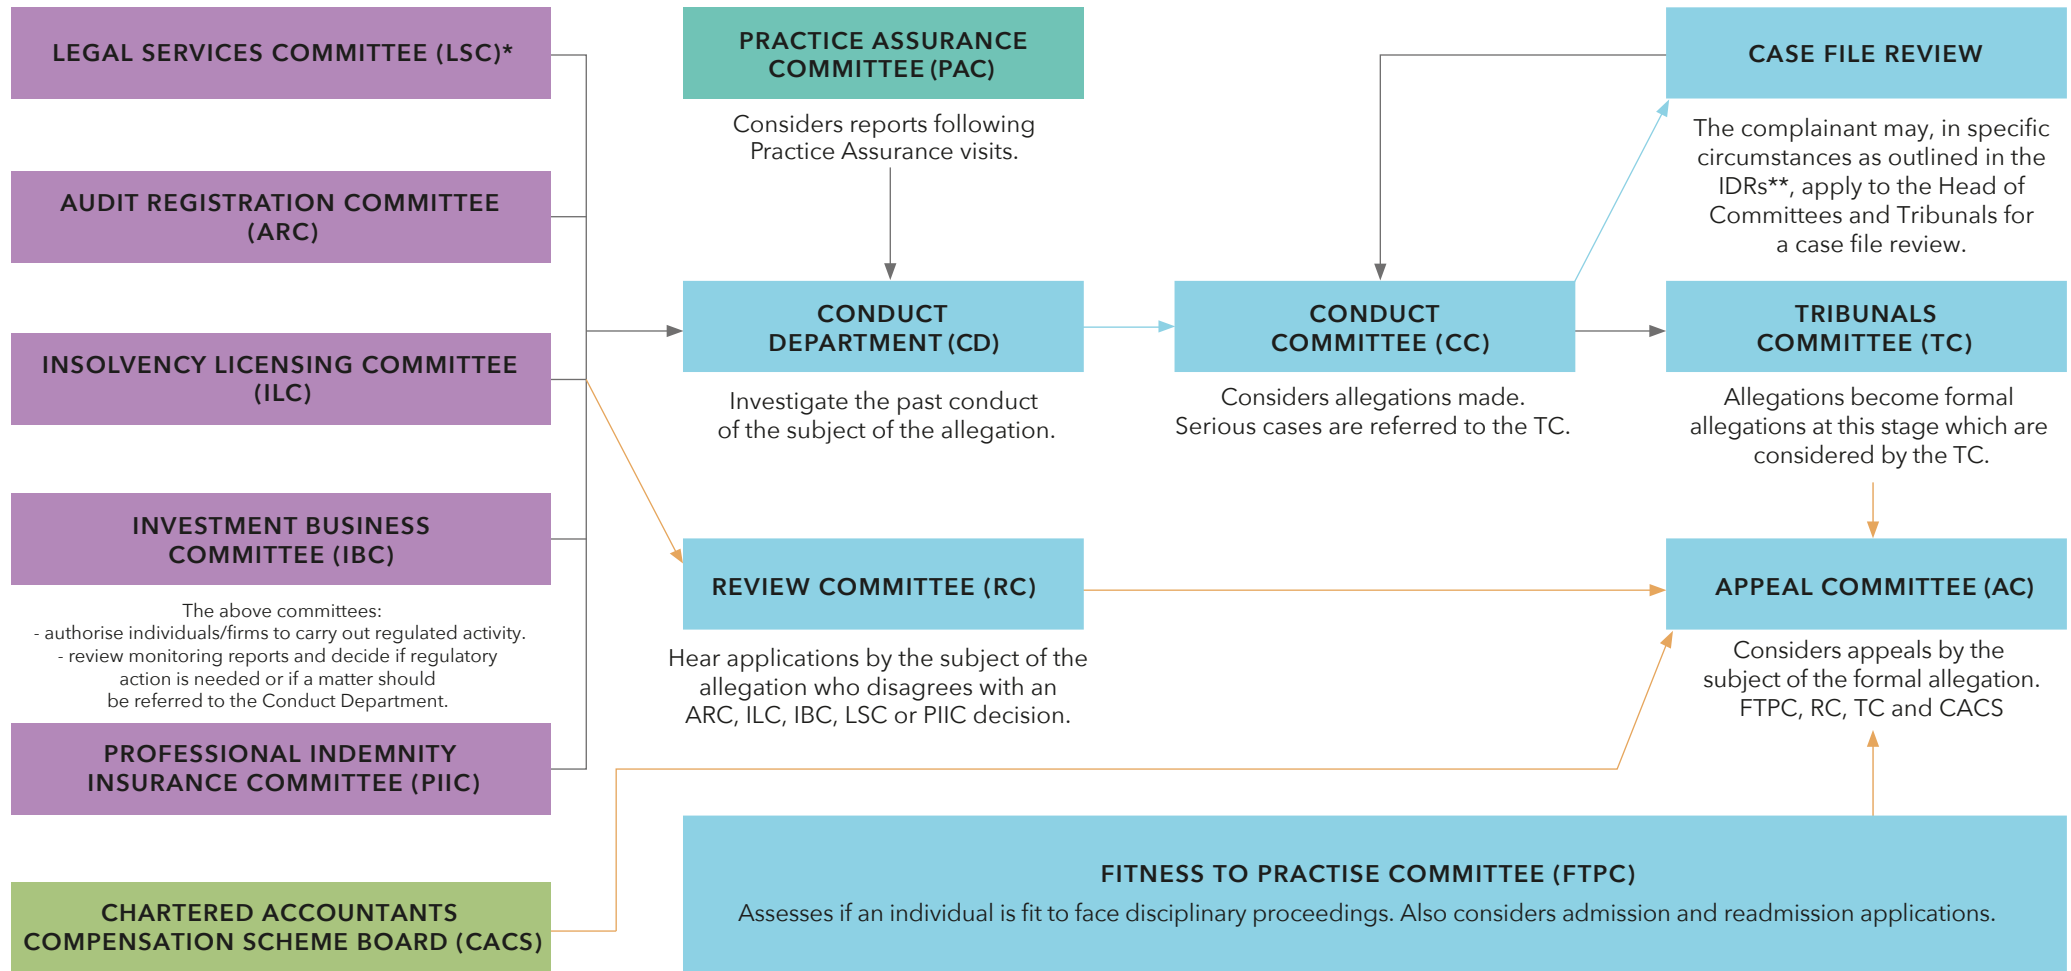 LEGAL SERVICES COMMITTEE (LSC)*
AUDIT REGISTRATION COMMITTEE
(ARC)
INSOLVENCY LICENSING COMMITTEE
(ILC)
INVESTMENT BUSINESS
COMMITTEE (IBC)
The above committees:
- authorise individuals/firms to carry out regulated activity.
- review monitoring reports and decide if regulatory
action is needed or if a matter should
be referred to the Conduct Department.
PROFESSIONAL INDEMNITY
INSURANCE COMMITTEE (PIIC)
CHARTERED ACCOUNTANTS
COMPENSATION SCHEME BOARD (CACS)
PRACTICE ASSURANCE
COMMITTEE (PAC)
Considers reports following
Practice Assurance visits.
CONDUCT
DEPARTMENT (CD)
Investigate the past conduct
of the subject of the allegation.
REVIEW COMMITTEE (RC)
Hear applications by the subject of the
allegation who disagrees with an
ARC, ILC, IBC, LSC or PIIC decision.
CONDUCT
COMMITTEE (CC)
Considers allegations made.
Serious cases are referred to the TC.
CASE FILE REVIEW
The complainant may, in specific
circumstances as outlined in the
IDRs**, apply to the Head of
Committees and Tribunals for
a case file review.
TRIBUNALS
COMMITTEE (TC)
Allegations become formal
allegations at this stage which are
considered by the TC.
APPEAL COMMITTEE (AC)
Considers appeals by the
subject of the formal allegation.
FTPC, RC, TC and CACS
FITNESS TO PRACTISE COMMITTEE (FTPC)
Assesses if an individual is fit to face disciplinary proceedings. Also considers admission and readmission applications.